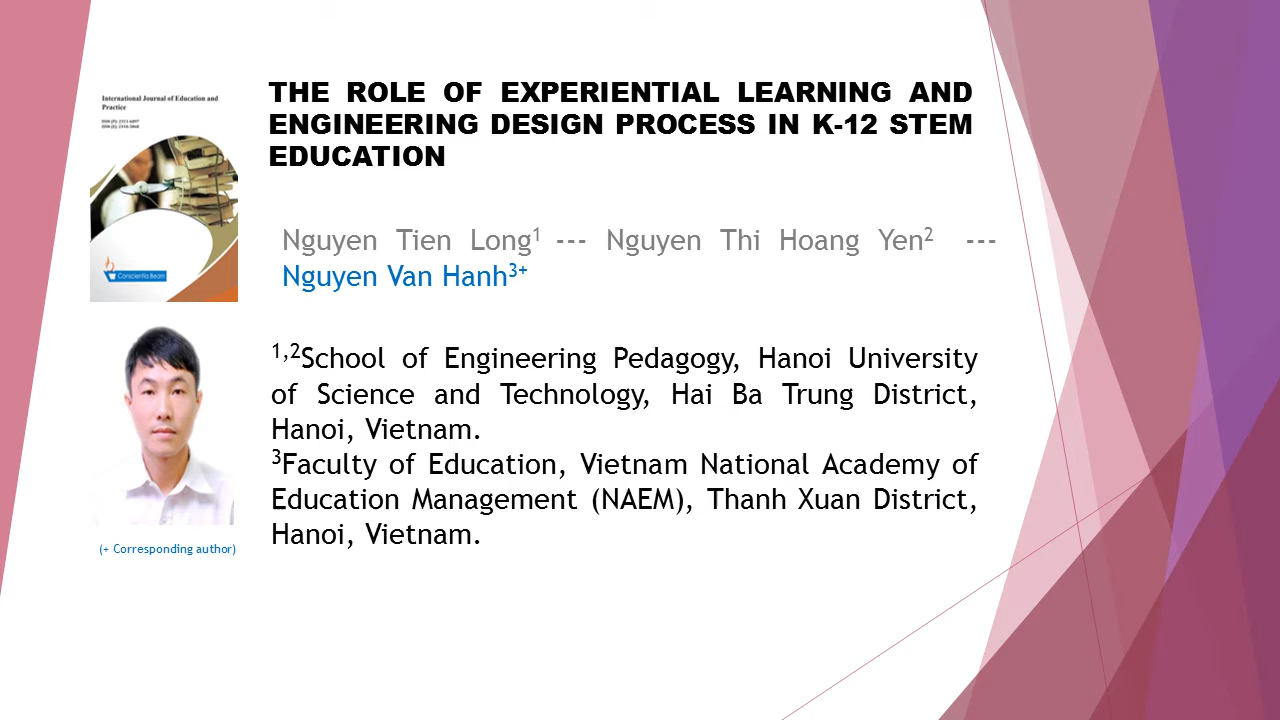 International Journal of Education and
Practice
THE ROLE OF EXPERIENTIAL LEARNING AND
ENGINEERING DESIGN PROCESS IN K-12 STEM
EDUCATION
Nguyen Tien Long¹ --- Nguyen Thi Hoang Yen² ---
Nguyen Van Hanh³⁺
Conscientia Beam
¹,²School of Engineering Pedagogy, Hanoi University
of Science and Technology, Hai Ba Trung District,
Hanoi, Vietnam.
³Faculty of Education, Vietnam National Academy of
Education Management (NAEM), Thanh Xuan District,
Hanoi, Vietnam.
(+ Corresponding author)